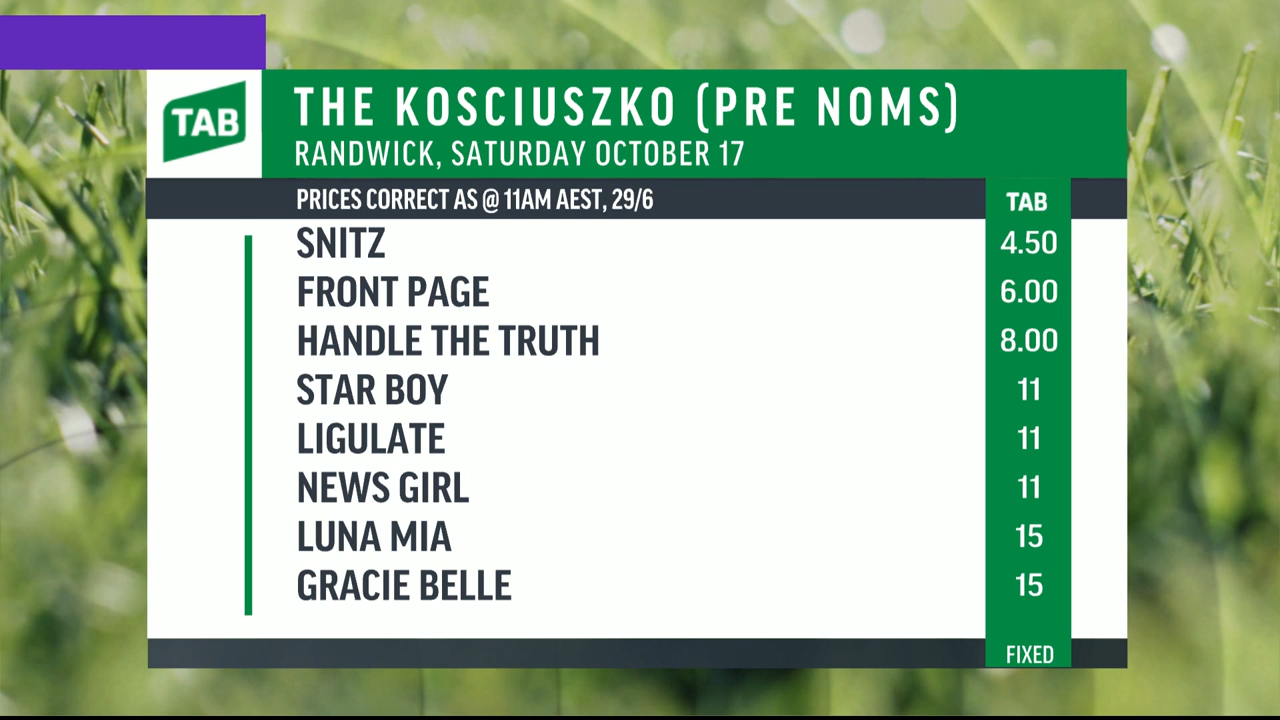 TAB
THE KOSCIUSZKO (PRE NOMS)
RANDWICK, SATURDAY OCTOBER 17
PRICES CORRECT AS @ 11AM AEST, 29/6 TAB
SNITZ 4.50
FRONT PAGE 6.00
HANDLE THE TRUTH 8.00
STAR BOY 11
LIGULATE 11
NEWS GIRL 11
LUNA MIA 15
GRACIE BELLE 15
FIXED